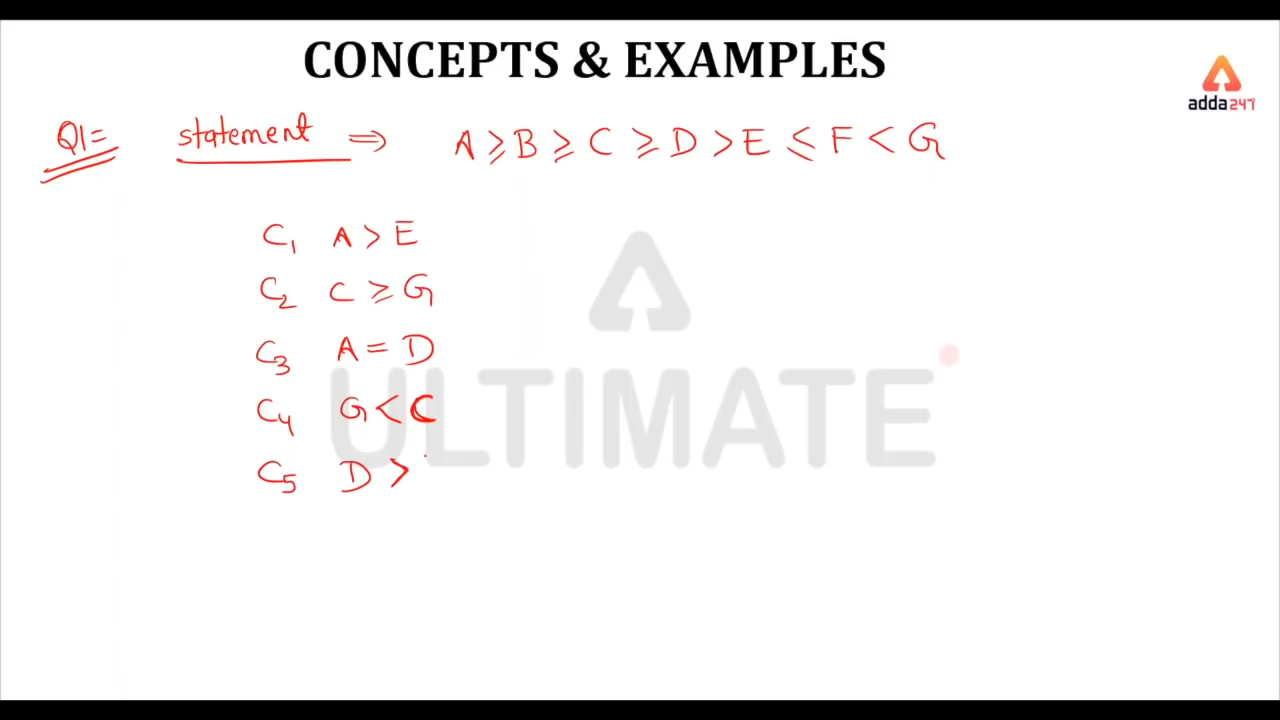 CONCEPTS & EXAMPLES
adda247
Q1= statement ⇒ A ≥ B ≥ C ≥ D > E ≤ F < G
C1 A > E
C2 C ≥ G
C3 A = D
C4 G < C
C5 D >
ULTIMATE